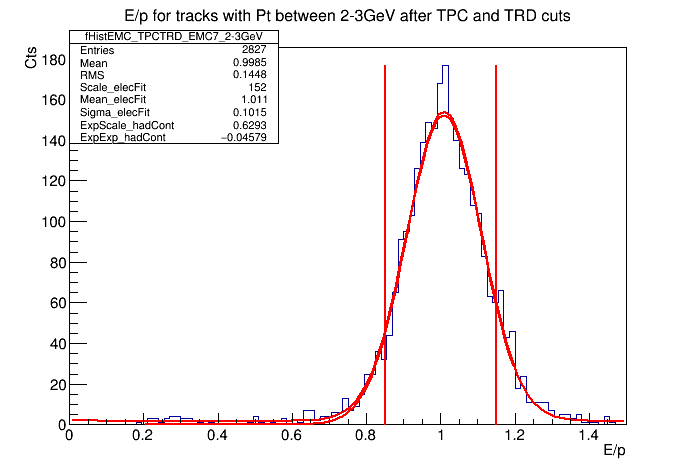 E/p for tracks with Pt between 2-3GeV after TPC and TRD cuts
fHistEMC_TPCTRD_EMC7_2-3GeV
Entries 2827
Mean 0.9985
RMS 0.1448
Scale_elecFit 152
Mean_elecFit 1.011
Sigma_elecFit 0.1015
ExpScale_hadCont 0.6293
ExpExp_hadCont −0.04579
Cts
180
160
140
120
100
80
60
40
20
0
0 0.2 0.4 0.6 0.8 1 1.2 1.4
E/p